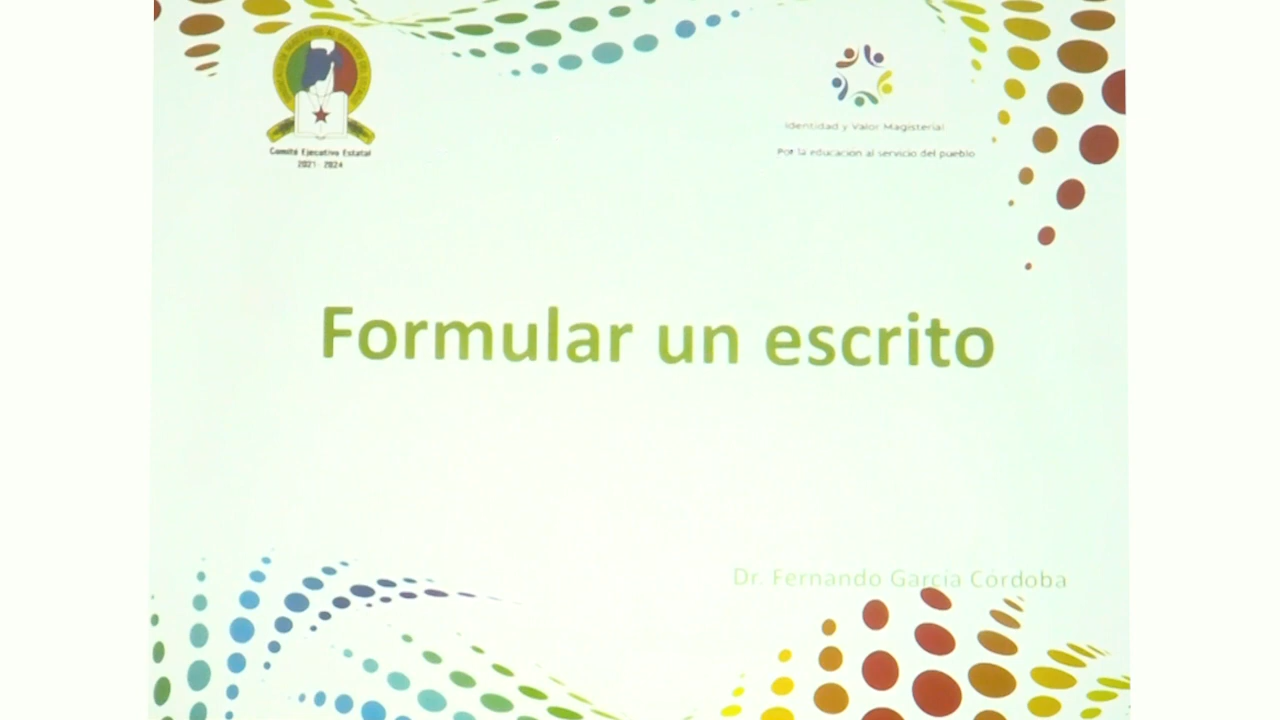 Comité Ejecutivo Estatal
2021- 2024
Identidad y Valor Magisterial
Por la educación al servicio del pueblo
Formular un escrito
Dr. Fernando García Córdoba